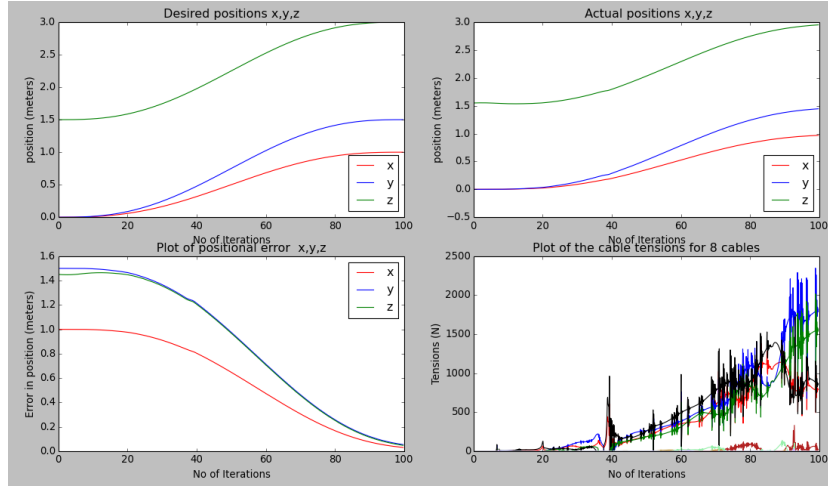 Desired positions x,y,z
position (meters)
3.0
2.5
2.0
1.5
1.0
0.5
0.0
0
20
40
60
80
100
No of Iterations
x
y
z
Actual positions x,y,z
position (meters)
3.0
2.5
2.0
1.5
1.0
0.5
0.0
−0.5
0
20
40
60
80
100
No of Iterations
x
y
z
Plot of positional error x,y,z
Error in position (meters)
1.6
1.4
1.2
1.0
0.8
0.6
0.4
0.2
0.0
0
20
40
60
80
100
No of Iterations
x
y
z
Plot of the cable tensions for 8 cables
Tensions (N)
2500
2000
1500
1000
500
0
0
20
40
60
80
100
No of Iterations